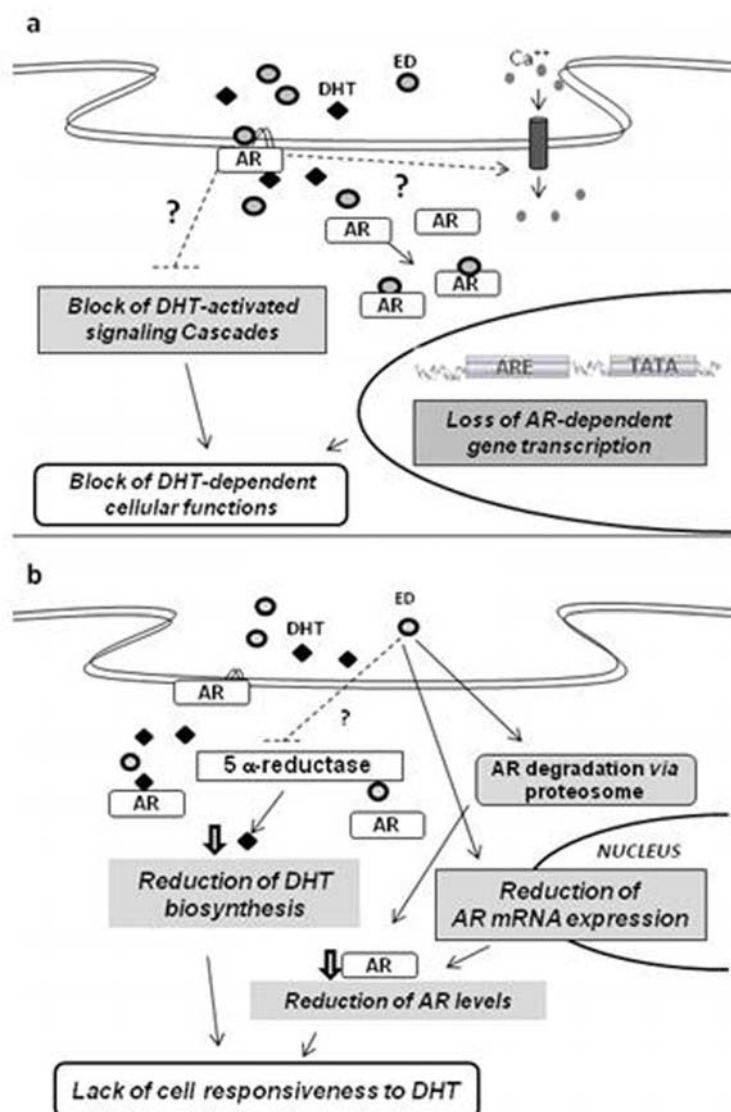 a
ED
DHT
Ca⁺⁺
AR
?
?
AR
AR
AR
AR
Block of DHT-activated
signaling Cascades
ARE
TATA
Loss of AR-dependent
gene transcription
Block of DHT-dependent
cellular functions
b
ED
DHT
AR
?
5 α-reductase
AR degradation via
proteosome
AR
AR
NUCLEUS
Reduction of DHT
biosynthesis
Reduction of
AR mRNA expression
AR
Reduction of AR levels
Lack of cell responsiveness to DHT